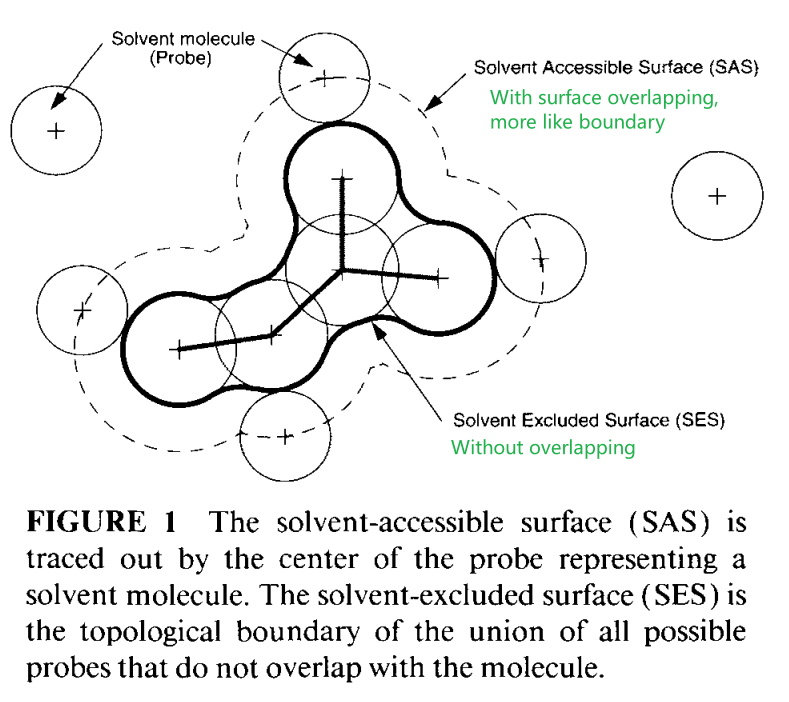 Solvent molecule
(Probe)
Solvent Accessible Surface (SAS)
With surface overlapping,
more like boundary
Solvent Excluded Surface (SES)
Without overlapping
FIGURE 1 The solvent-accessible surface (SAS) is
traced out by the center of the probe representing a
solvent molecule. The solvent-excluded surface (SES) is
the topological boundary of the union of all possible
probes that do not overlap with the molecule.